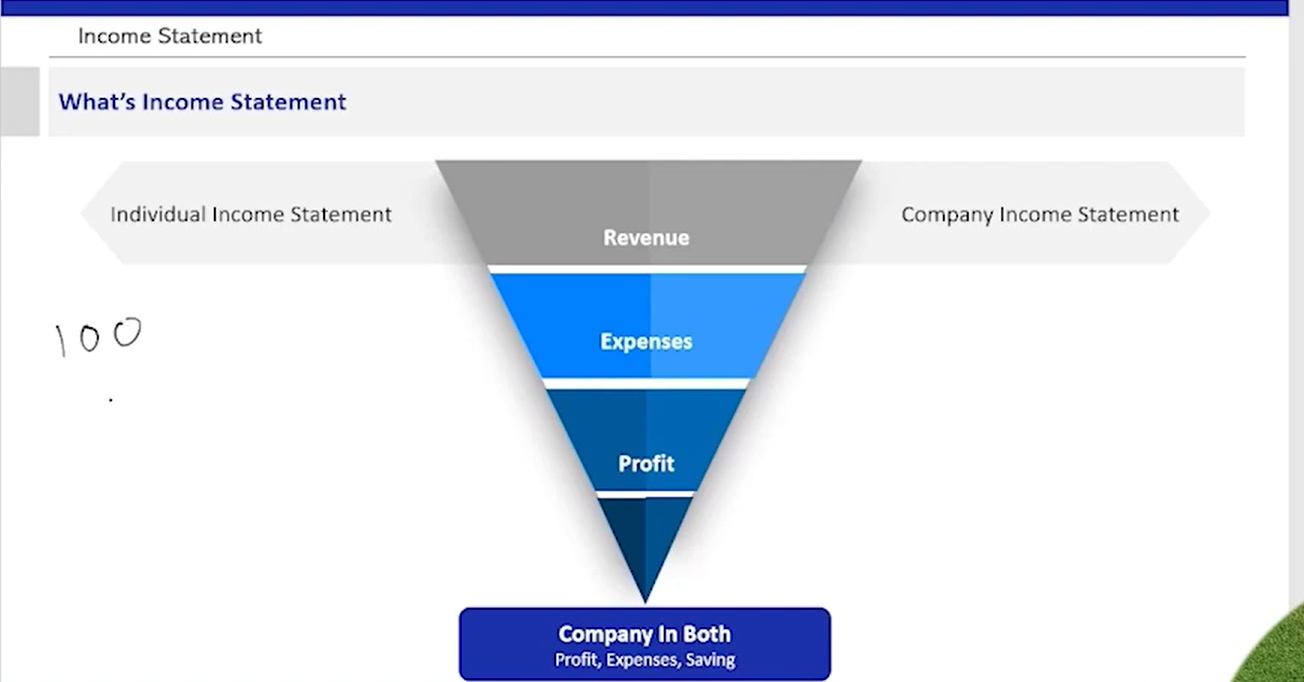 Income Statement
What's Income Statement
Individual Income Statement
Revenue
Company Income Statement
100
Expenses
Profit
Company In Both
Profit, Expenses, Saving